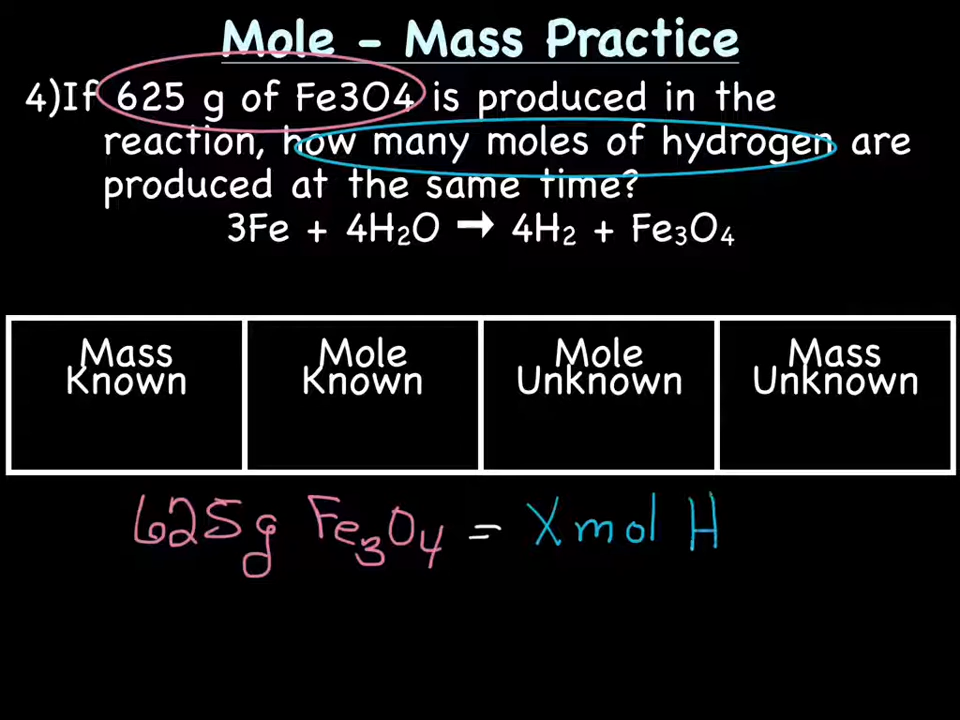 Mole - Mass Practice
4)If 625 g of Fe3O4 is produced in the
reaction, how many moles of hydrogen are
produced at the same time?
3Fe + 4H₂O ➞ 4H₂ + Fe₃O₄
Mass Known
Mole Known
Mole Unknown
Mass Unknown
625g Fe₃O₄ = X mol H